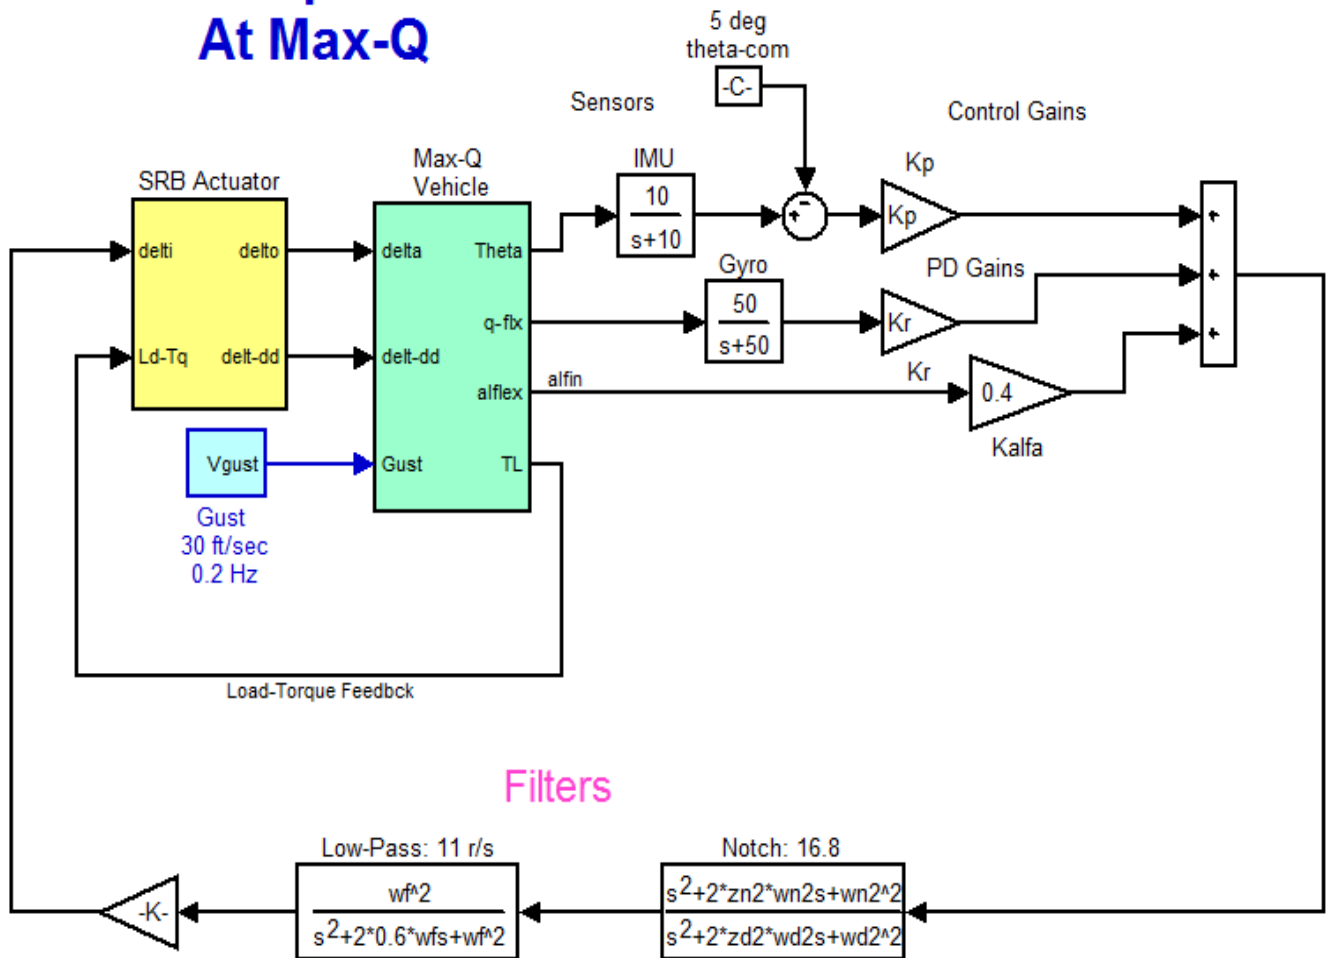 At Max-Q
5 deg
theta-com
-C-
Sensors
Control Gains
SRB Actuator
Max-Q
Vehicle
IMU
Kp
10
s+10
Kp
delti
delto
delta
Theta
Gyro
PD Gains
50
s+50
Kr
q-flx
Ld-Tq
delt-dd
delt-dd
alflex
alfin
Kr
0.4
Kalfa
Vgust
Gust
TL
Gust
30 ft/sec
0.2 Hz
Load-Torque Feedbck
Filters
Low-Pass: 11 r/s
Notch: 16.8
-K-
wf^2
s2+2*0.6*wfs+wf^2
s2+2*zn2*wn2s+wn2^2
s2+2*zd2*wd2s+wd2^2